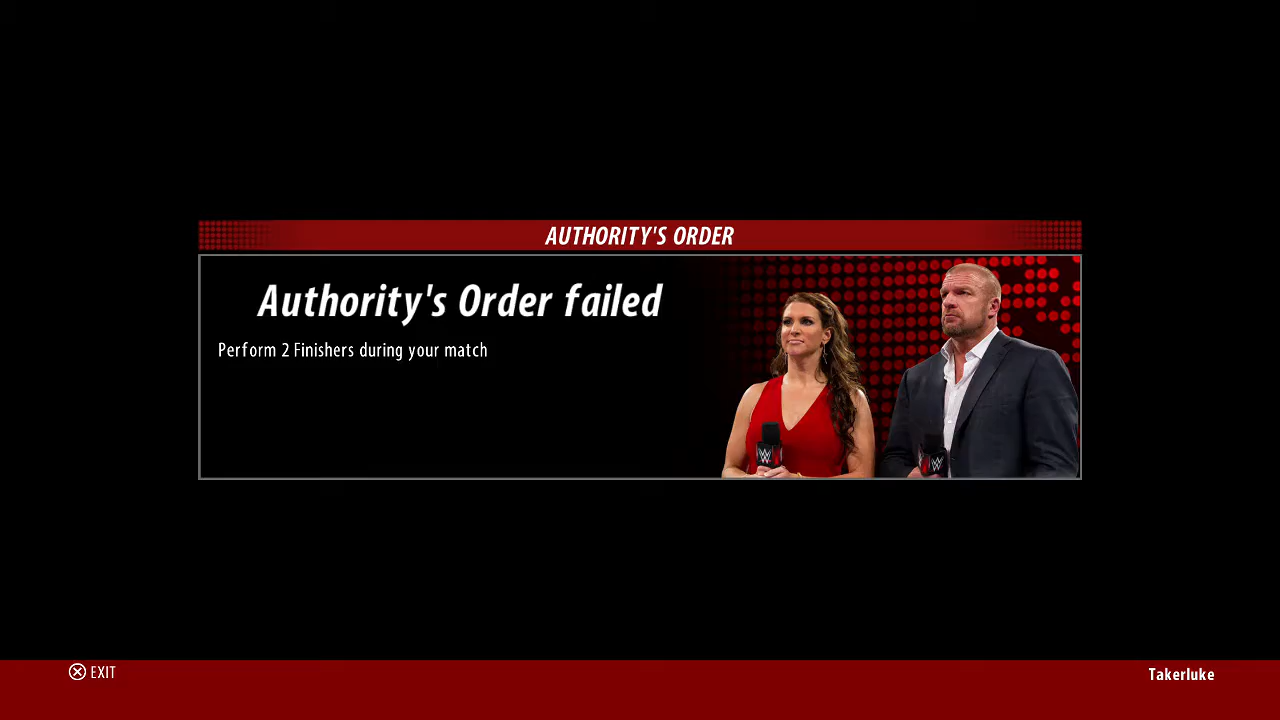 AUTHORITY'S ORDER
Authority's Order failed
Perform 2 Finishers during your match
EXIT
Takerluke